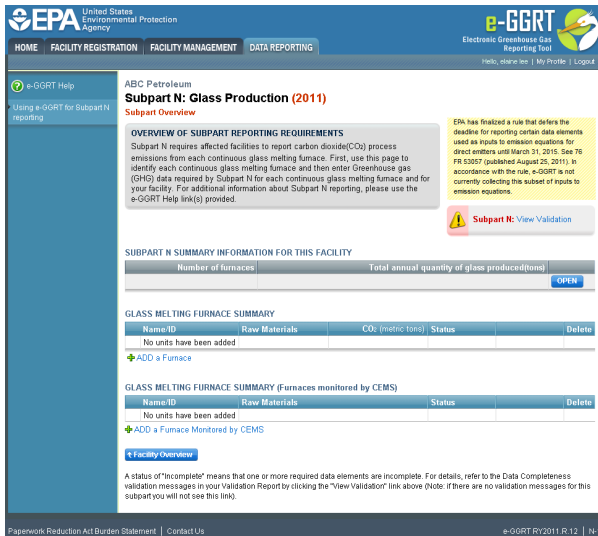 EPA United States
Environmental Protection
Agency
e-GGRT
Electronic Greenhouse Gas
Reporting Tool
HOME FACILITY REGISTRATION FACILITY MANAGEMENT DATA REPORTING
Hello, elaine lee | My Profile | Logout
? e-GGRT Help
Using e-GGRT for Subpart N
reporting
ABC Petroleum
Subpart N: Glass Production (2011)
Subpart Overview
OVERVIEW OF SUBPART REPORTING REQUIREMENTS
Subpart N requires affected facilities to report carbon dioxide(CO2) process
emissions from each continuous glass melting furnace. First, use this page to
identify each continuous glass melting furnace and then enter Greenhouse gas
(GHG) data required by Subpart N for each continuous glass melting furnace and for
your facility. For additional information about Subpart N reporting, please use the
e-GGRT Help link(s) provided.
EPA has finalized a rule that defers the
deadline for reporting certain data elements
used as inputs to emission equations for
direct emitters until March 31, 2015. See 76
FR 53057 (published August 25, 2011). In
accordance with the rule, e-GGRT is not
currently collecting this subset of inputs to
emission equations.
Subpart N: View Validation
SUBPART N SUMMARY INFORMATION FOR THIS FACILITY
Number of furnaces Total annual quantity of glass produced(tons)
OPEN
GLASS MELTING FURNACE SUMMARY
Name/ID Raw Materials CO2 (metric tons) Status Delete
No units have been added
ADD a Furnace
GLASS MELTING FURNACE SUMMARY (Furnaces monitored by CEMS)
Name/ID Raw Materials Status Delete
No units have been added
ADD a Furnace Monitored by CEMS
Facility Overview
A status of "Incomplete" means that one or more required data elements are incomplete. For details, refer to the Data Completeness
validation messages in your Validation Report by clicking the "View Validation" link above (Note: if there are no validation messages for this
subpart you will not see this link).
Paperwork Reduction Act Burden Statement | Contact Us
e-GGRT RY2011.R.12 | N-